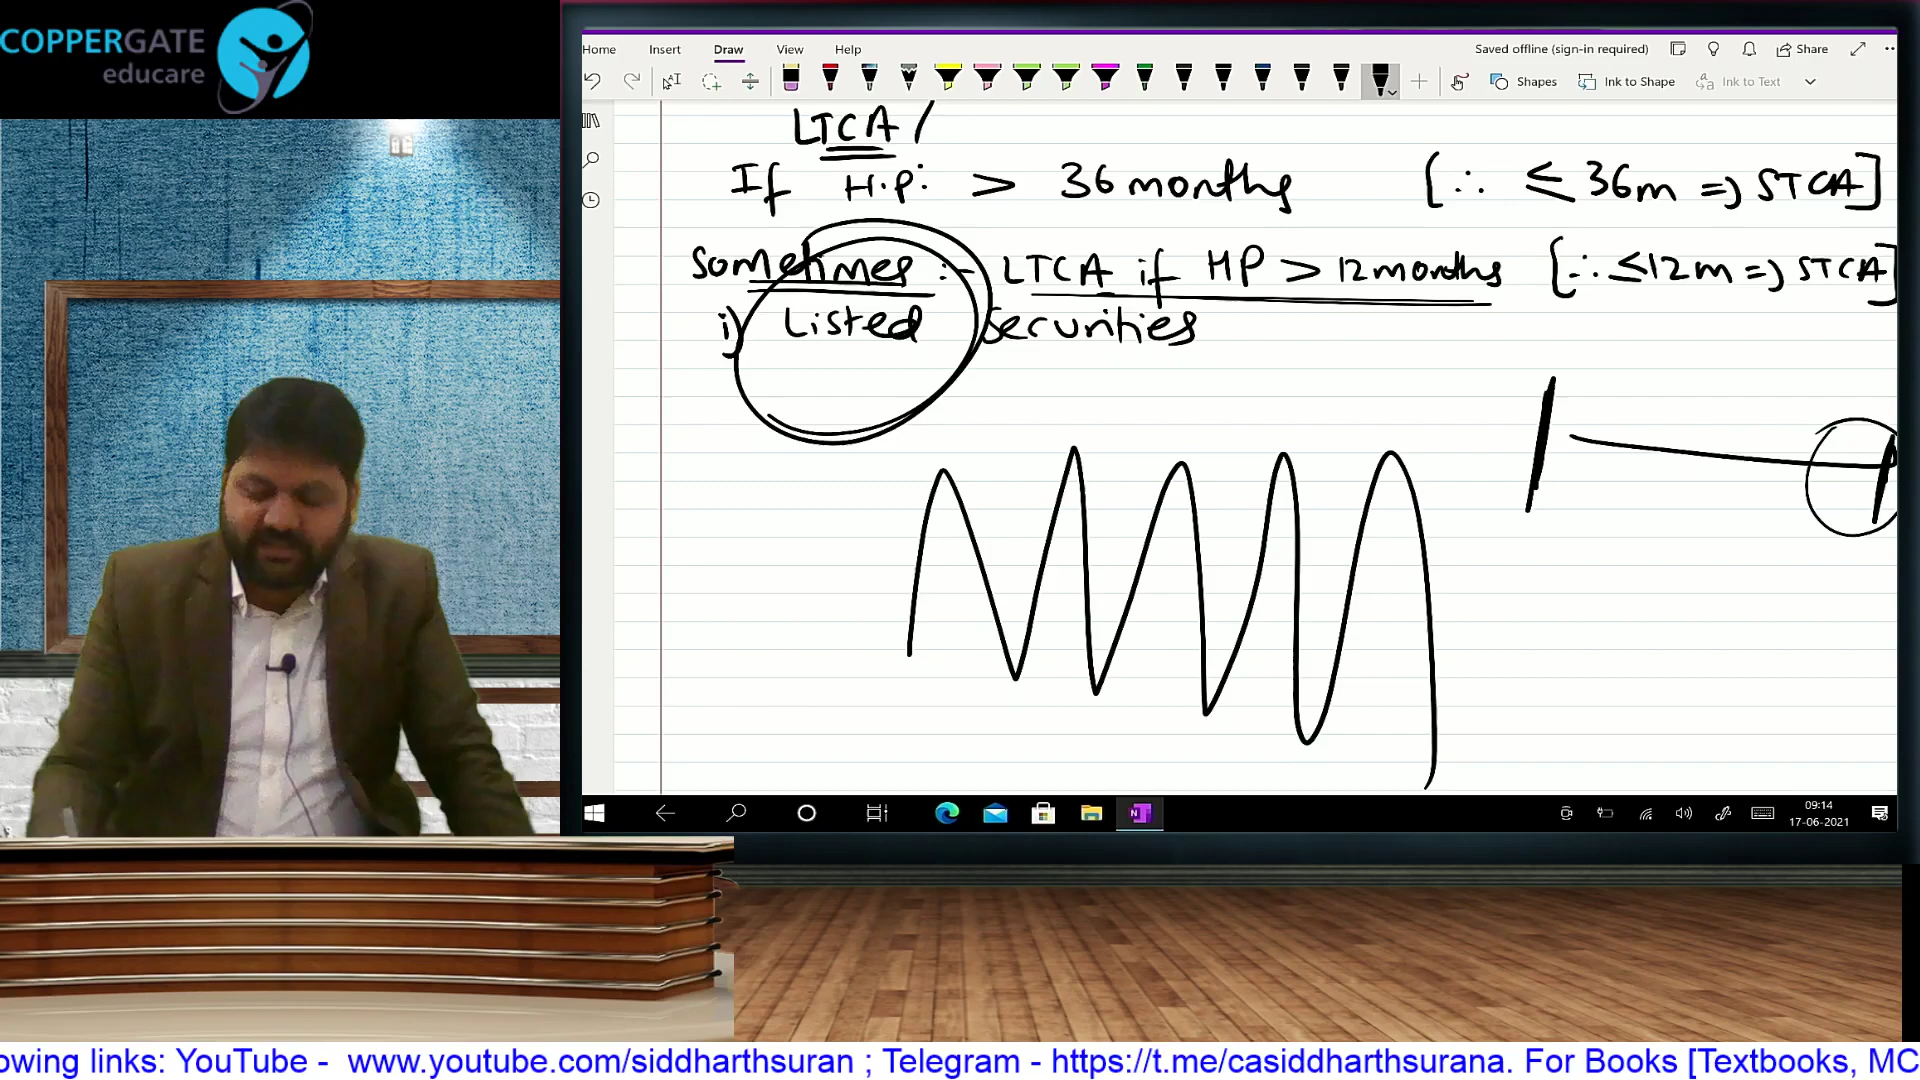 COPPERGATE
educare
Home Insert Draw View Help Saved offline (sign-in required) Share
Shapes Ink to Shape Ink to Text
LTCA /
If H.P. > 36 months [∴ ≤ 36m => STCA]
Sometimes :- LTCA if HP > 12 months [∴ ≤12m => STCA]
i) Listed Securities
09:14
17-06-2021
owing links: YouTube - www.youtube.com/siddharthsuran ; Telegram - https://t.me/casiddharthsurana. For Books [Textbooks, MC